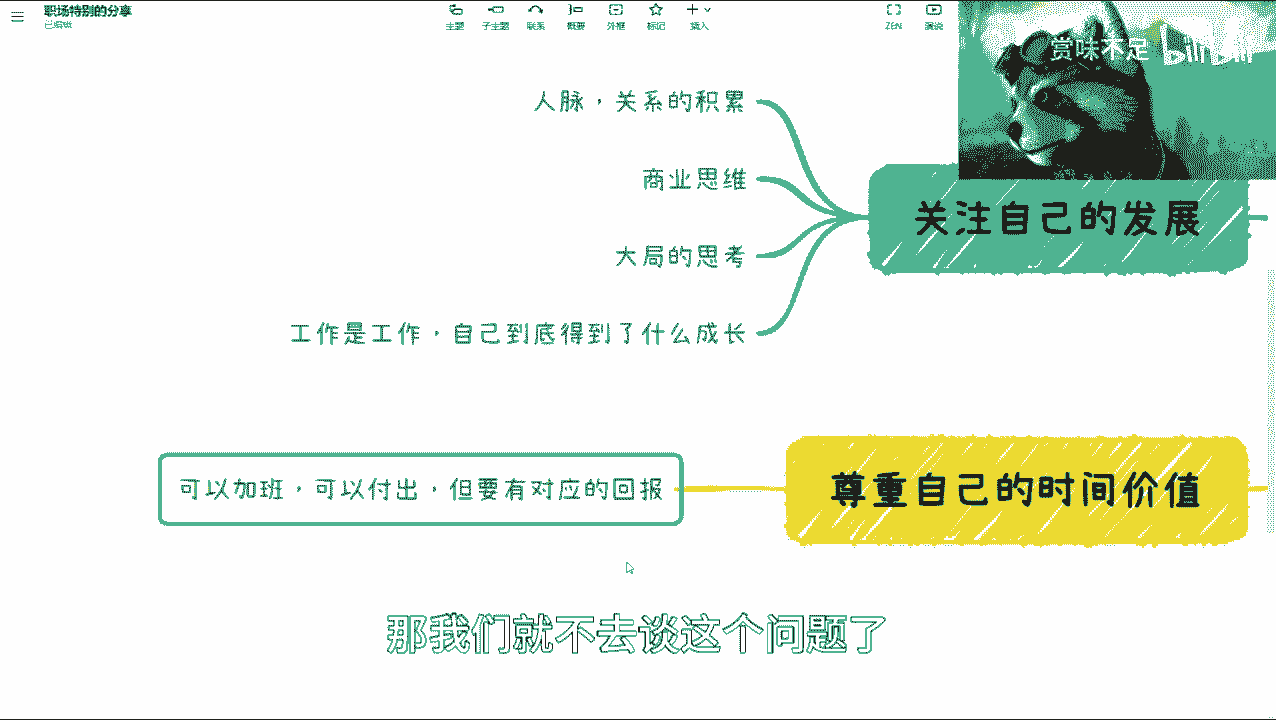 职场特别的分享
已编辑
主题 子主题 联系 概要 外框 标记 插入
ZEN 演说
赏味不足 bilibili
人脉，关系的积累
商业思维
大局的思考
工作是工作，自己到底得到了什么成长
关注自己的发展
可以加班，可以付出，但要有对应的回报
尊重自己的时间价值
那我们就不去谈这个问题了